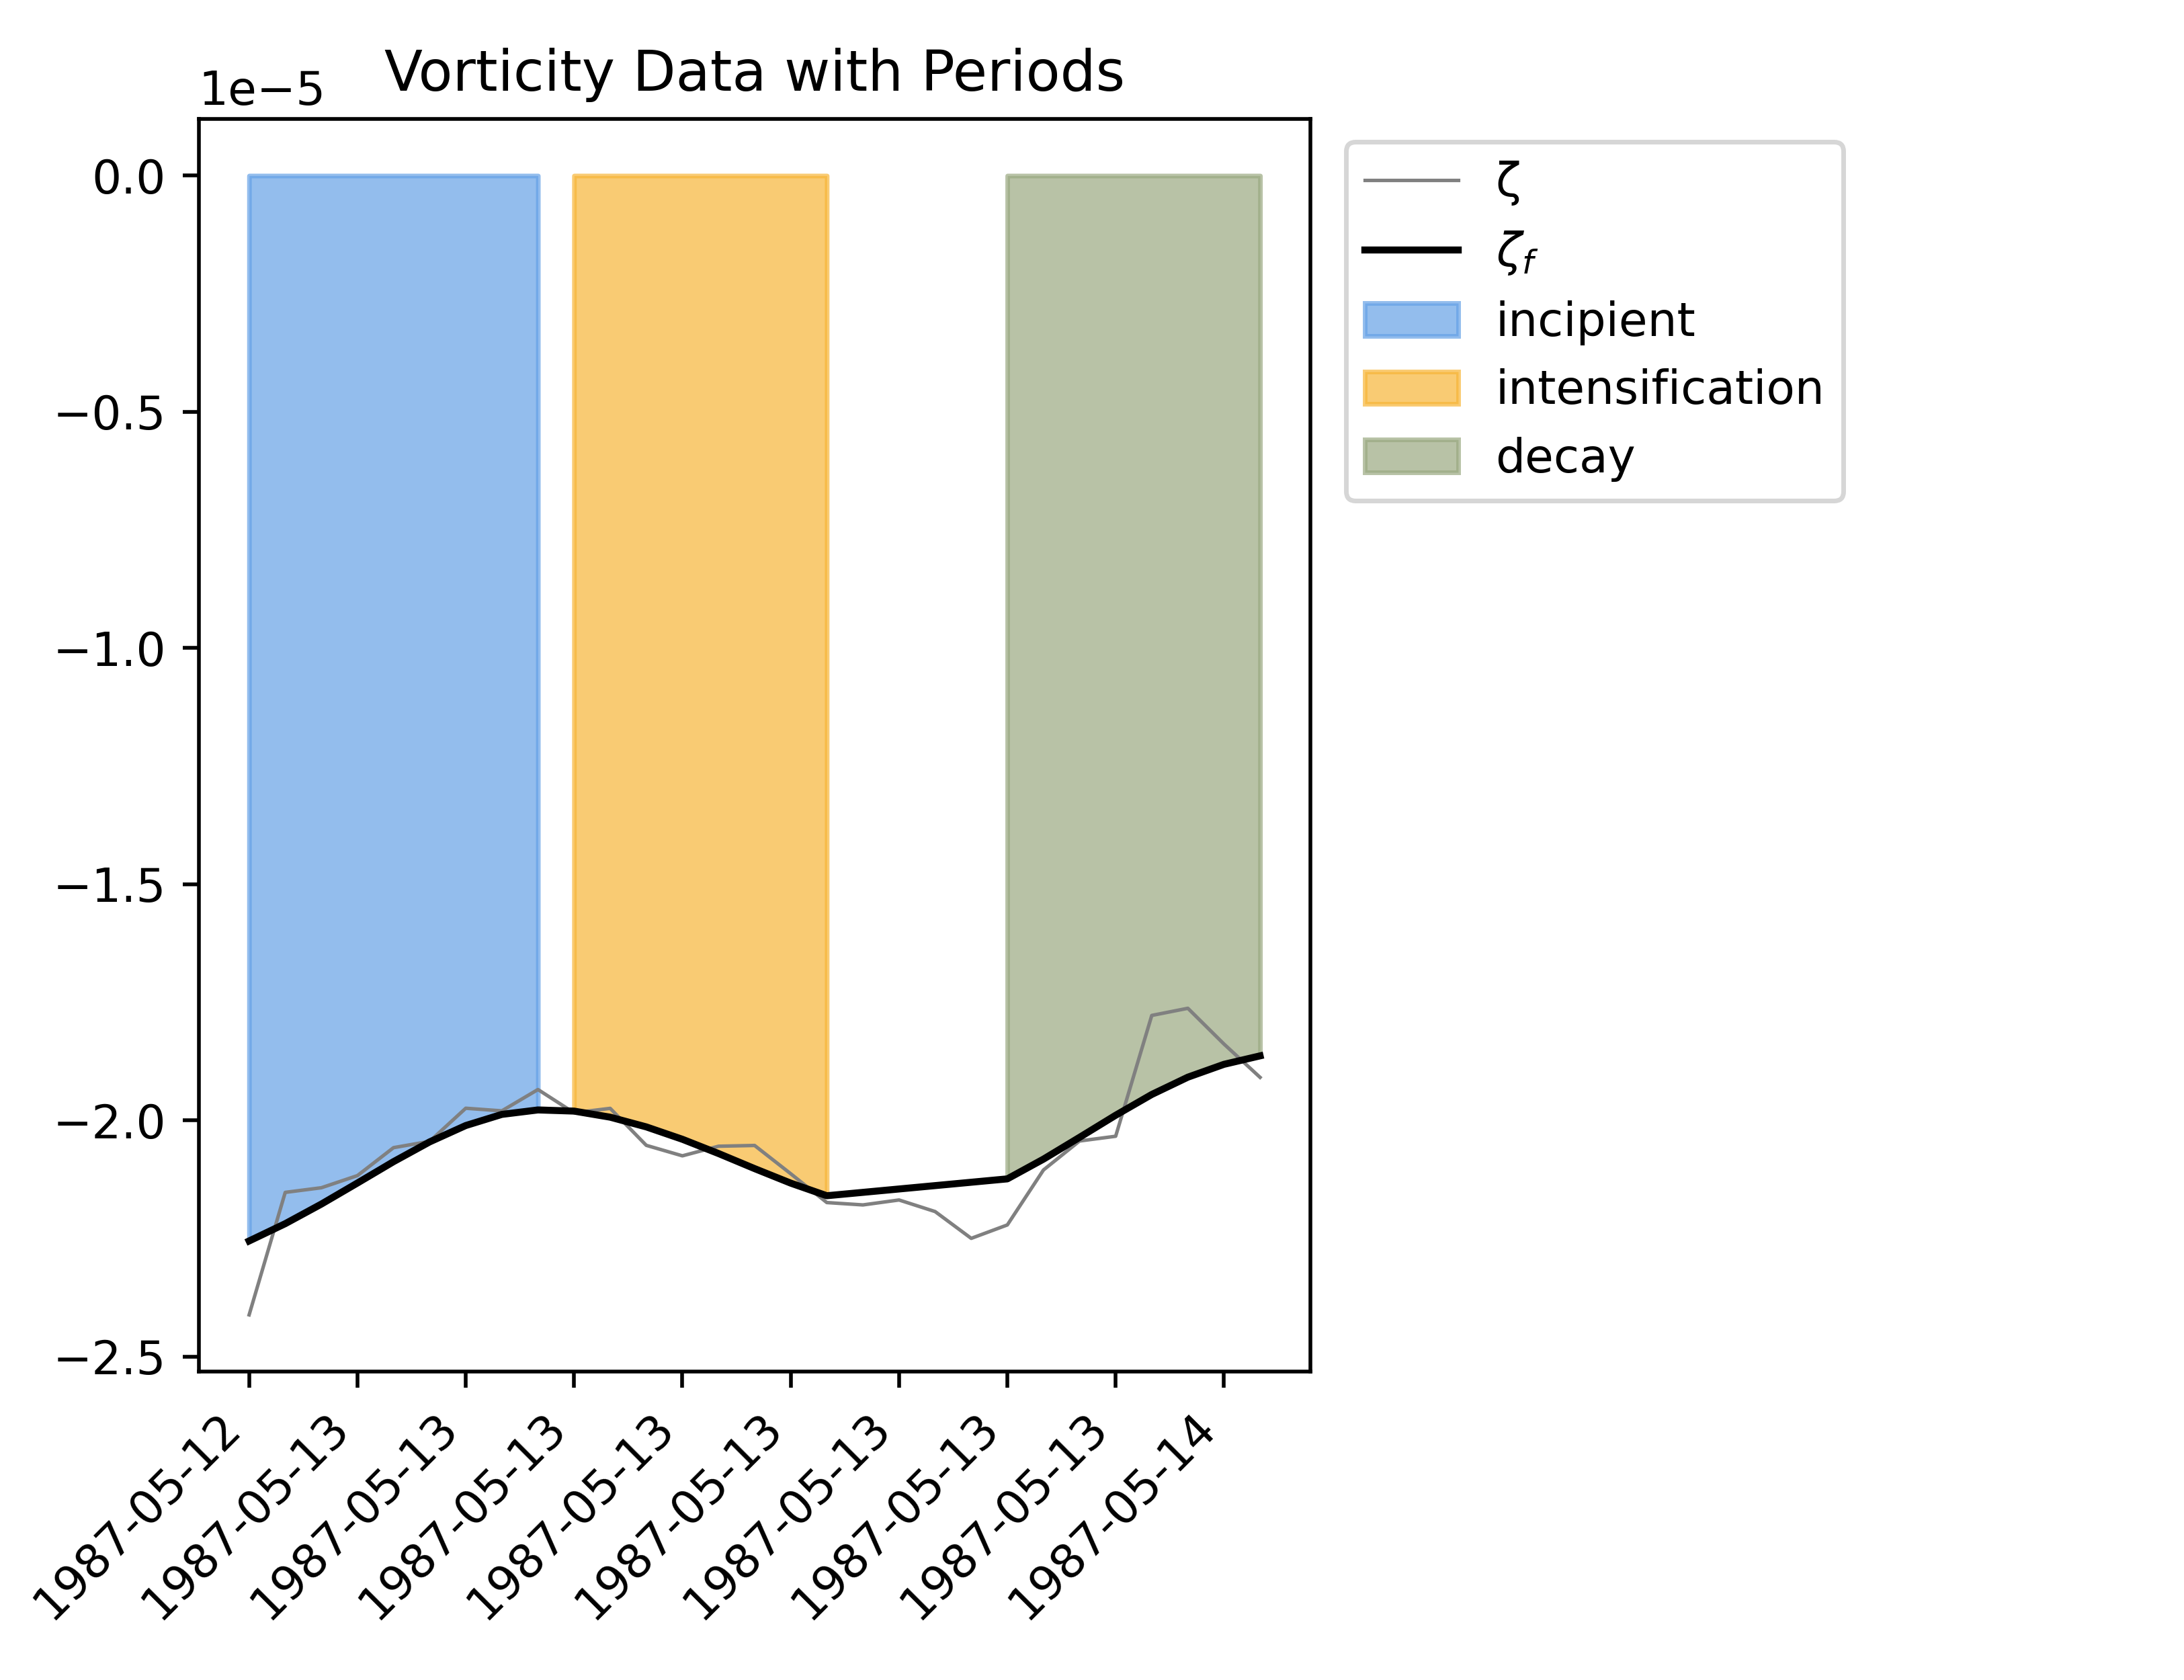 Vorticity Data with Periods
1e−5
0.0
−0.5
−1.0
−1.5
−2.0
−2.5
ζ
ζf
incipient
intensification
decay
1987-05-12
1987-05-13
1987-05-13
1987-05-13
1987-05-13
1987-05-13
1987-05-13
1987-05-13
1987-05-13
1987-05-14